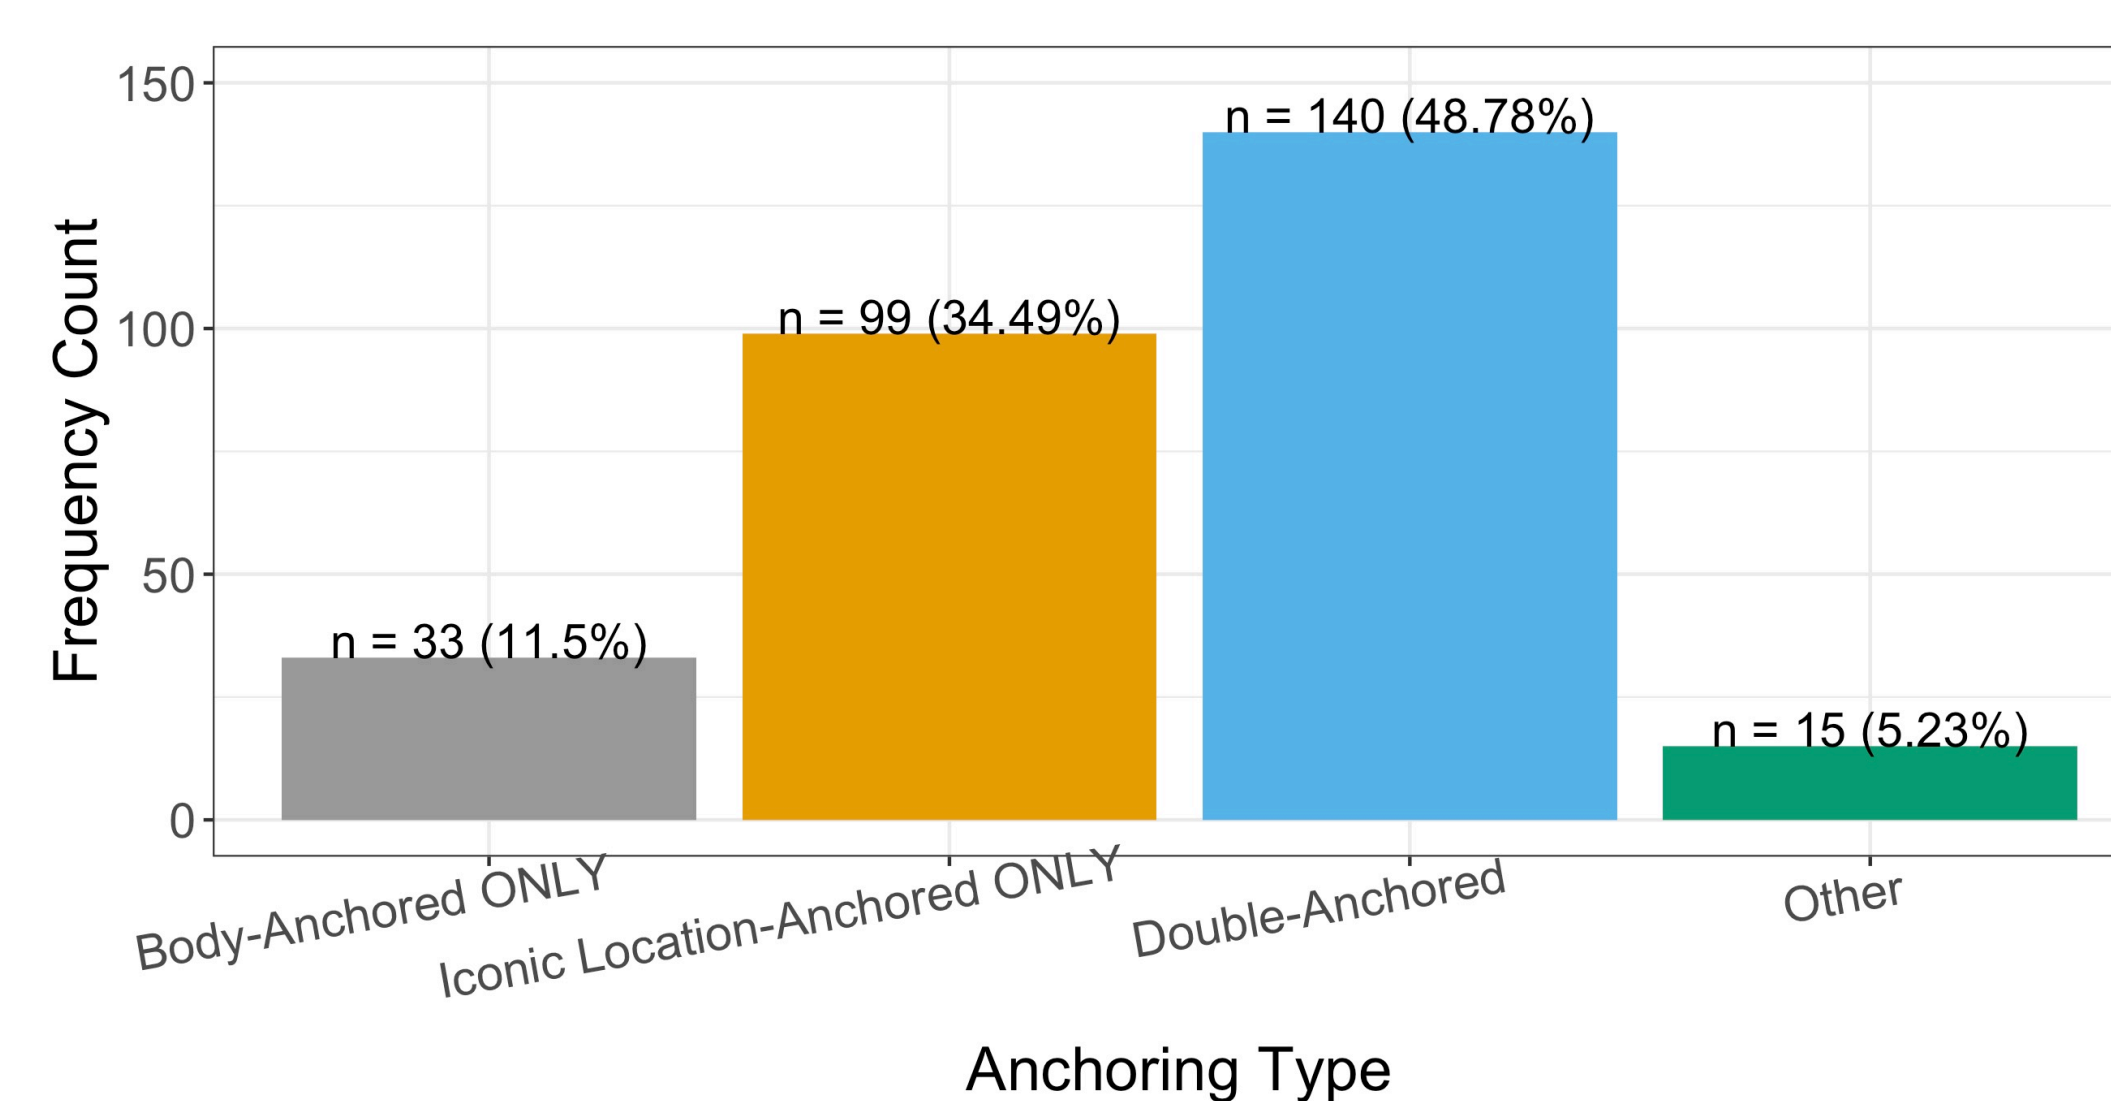 Frequency Count
150
100
50
0
n = 33 (11.5%)
n = 99 (34.49%)
n = 140 (48.78%)
n = 15 (5.23%)
Body-Anchored ONLY
Iconic Location-Anchored ONLY
Double-Anchored
Other
Anchoring Type